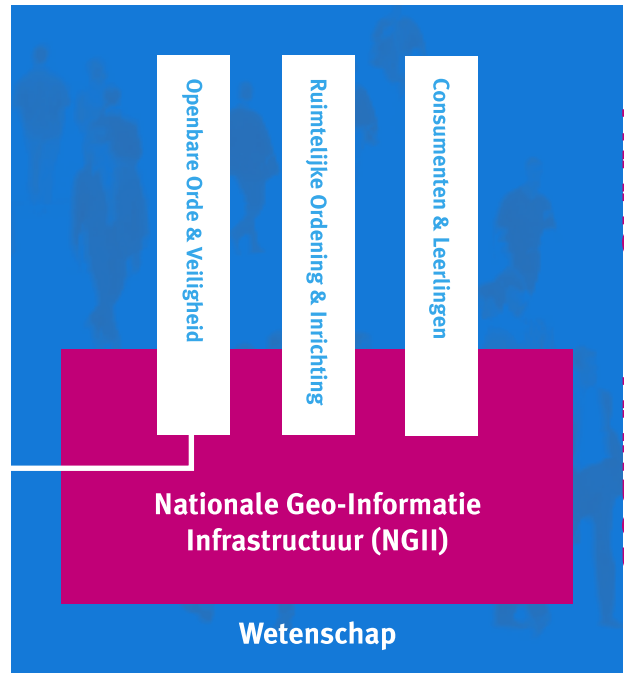 Openbare Orde & Veiligheid
Ruimtelijke Ordening & Inrichting
Consumenten & Leerlingen
Nationale Geo-Informatie
Infrastructuur (NGII)
Wetenschap